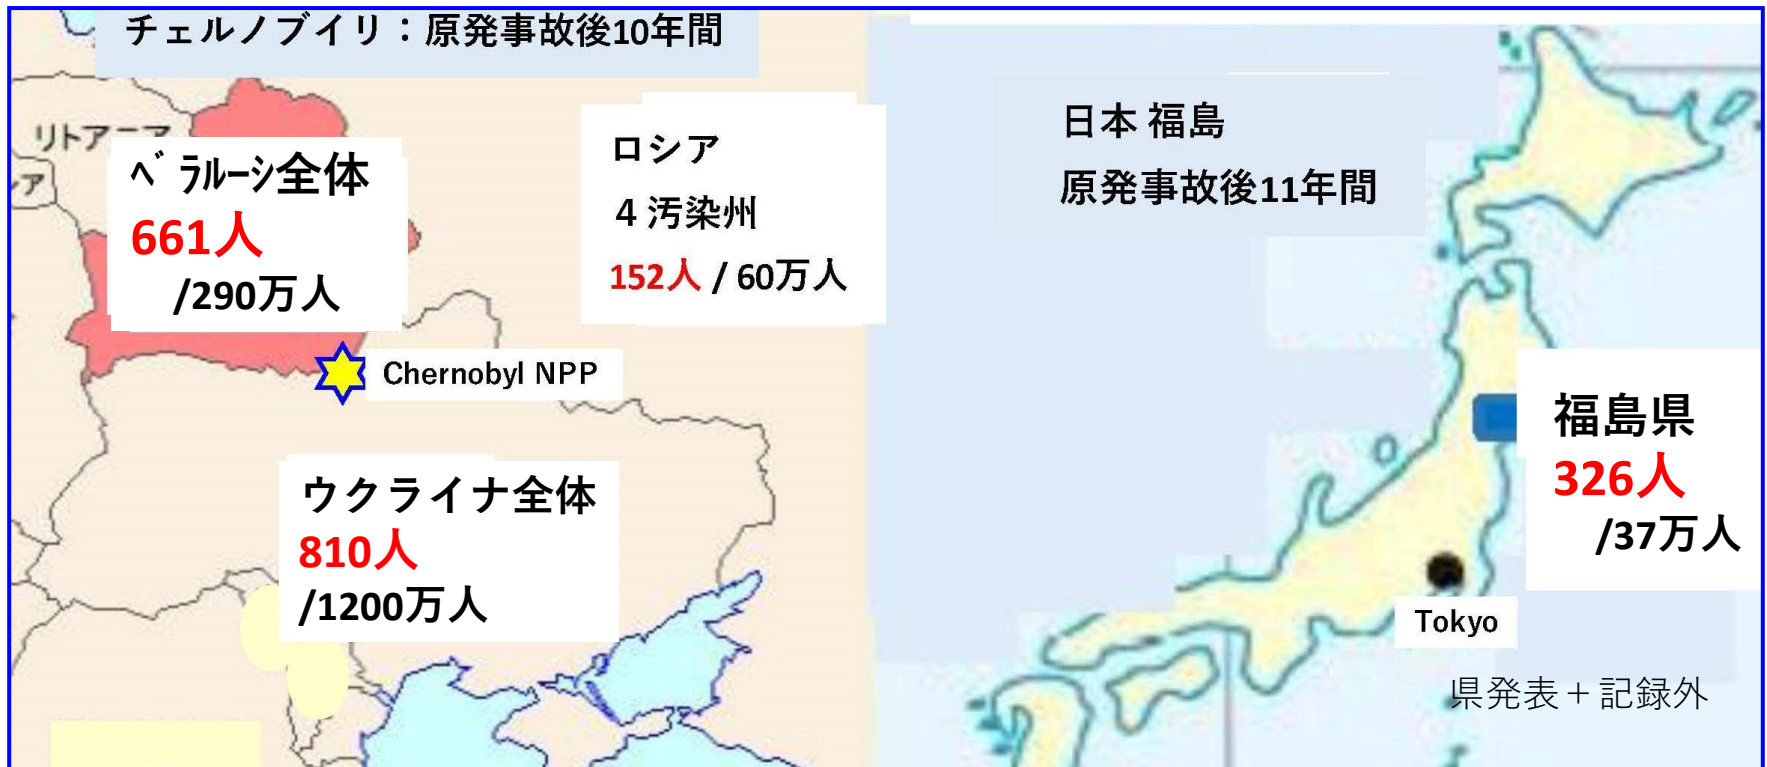 チェルノブイリ：原発事故後10年間
リトアニア
ア
ﾍﾞﾗﾙｰｼ全体
661人
/290万人
ロシア
４汚染州
152人 / 60万人
Chernobyl NPP
ウクライナ全体
810人
/1200万人
日本 福島
原発事故後11年間
福島県
326人
/37万人
Tokyo
県発表＋記録外